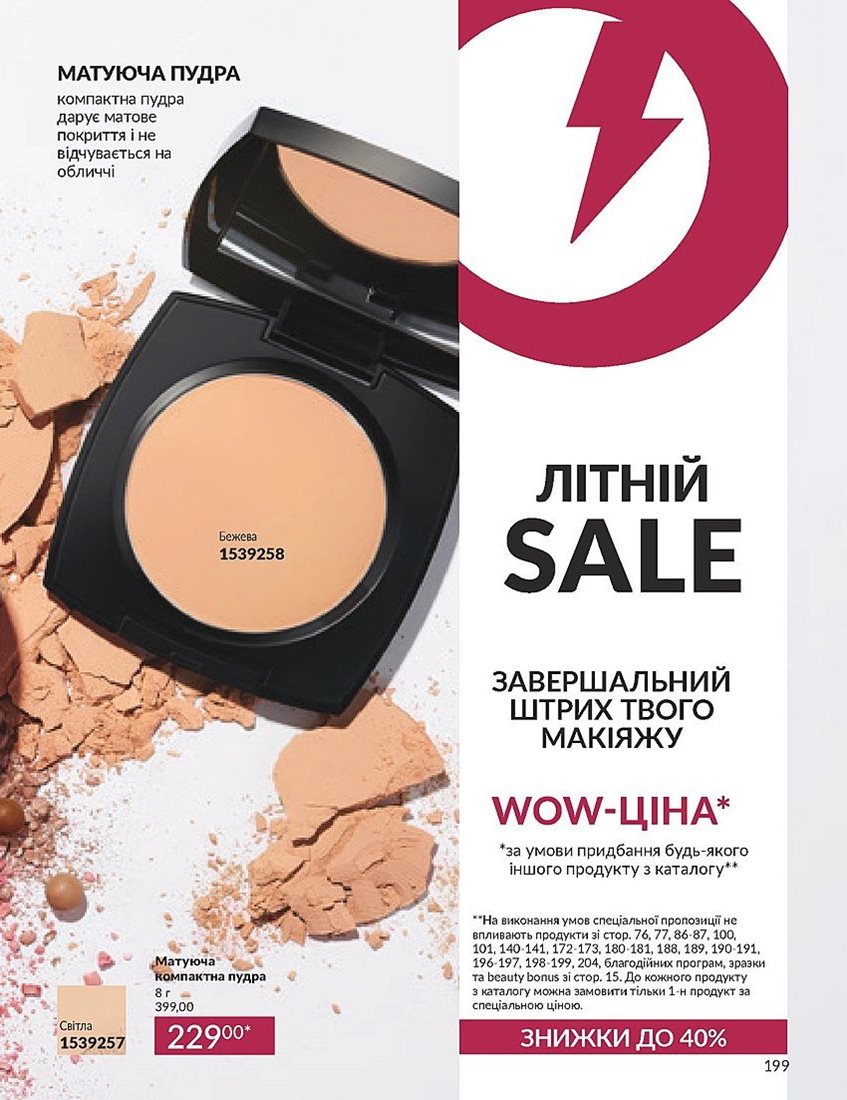 МАТУЮЧА ПУДРА
компактна пудра
дарує матове
покриття і не
відчувається на
обличчі
Бежева
1539258
ЛІТНІЙ
SALE
ЗАВЕРШАЛЬНИЙ
ШТРИХ ТВОГО
МАКІЯЖУ
WOW-ЦІНА*
*за умови придбання будь-якого
іншого продукту з каталогу**
**На виконання умов спеціальної пропозиції не
впливають продукти зі стор. 76, 77, 86-87, 100,
101, 140-141, 172-173, 180-181, 188, 189, 190-191,
196-197, 198-199, 204, благодійних програм, зразки
та beauty bonus зі стор. 15. До кожного продукту
з каталогу можна замовити тільки 1-н продукт за
спеціальною ціною.
Матуюча
компактна пудра
8 г
399,00
22900*
Світла
1539257
ЗНИЖКИ ДО 40%
199